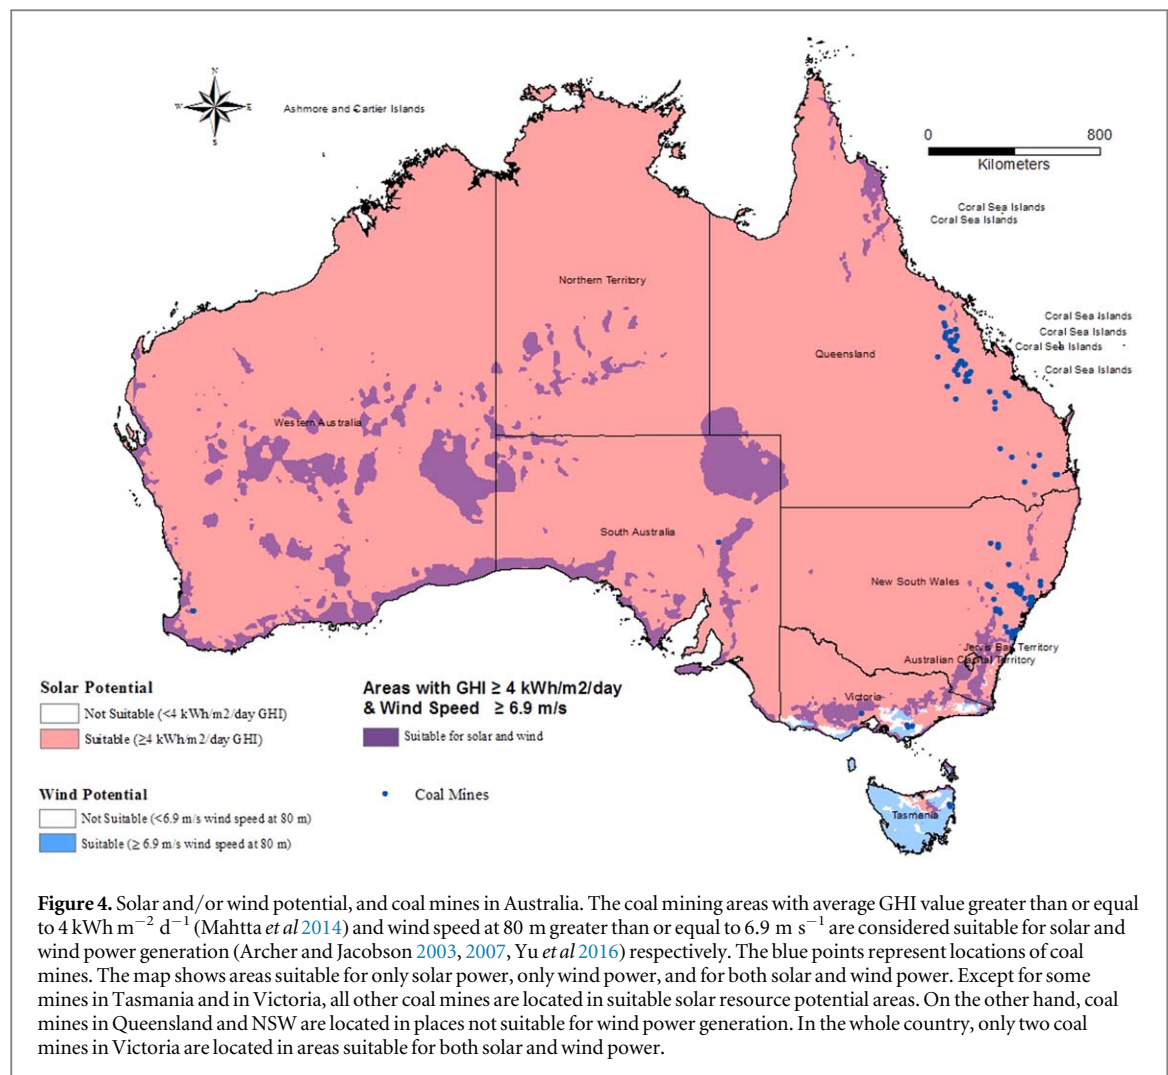 N
W
E
S
Ashmore and Cartier Islands
0
800
Kilometers
Coral Sea Islands
Coral Sea Islands
Northern Territory
Coral Sea Islands
Coral Sea Islands
Coral Sea Islands
Queensland
Coral Sea Islands
Western Australia
South Australia
New South Wales
Jervis Bay Territory
Australian Capital Territory
Victoria
Tasmania
Solar Potential
Not Suitable (<4 kWh/m2/day GHI)
Suitable (≥4 kWh/m2/day GHI)
Areas with GHI ≥ 4 kWh/m2/day
& Wind Speed ≥ 6.9 m/s
Suitable for solar and wind
Wind Potential
Not Suitable (<6.9 m/s wind speed at 80 m)
Suitable (≥ 6.9 m/s wind speed at 80 m)
Coal Mines
Figure 4. Solar and/or wind potential, and coal mines in Australia. The coal mining areas with average GHI value greater than or equal
to 4 kWh m−2 d−1 (Mahtta et al 2014) and wind speed at 80 m greater than or equal to 6.9 m s−1 are considered suitable for solar and
wind power generation (Archer and Jacobson 2003, 2007, Yu et al 2016) respectively. The blue points represent locations of coal
mines. The map shows areas suitable for only solar power, only wind power, and for both solar and wind power. Except for some
mines in Tasmania and in Victoria, all other coal mines are located in suitable solar resource potential areas. On the other hand, coal
mines in Queensland and NSW are located in places not suitable for wind power generation. In the whole country, only two coal
mines in Victoria are located in areas suitable for both solar and wind power.